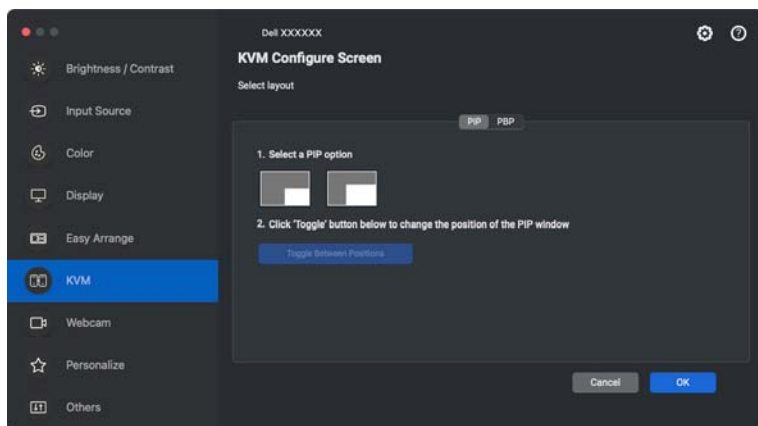 Dell XXXXXX
KVM Configure Screen
Select layout
Brightness / Contrast
Input Source
Color
Display
Easy Arrange
KVM
Webcam
Personalize
Others
PIP PBP
1. Select a PIP option
2. Click 'Toggle' button below to change the position of the PIP window
Toggle Between Positions
Cancel OK